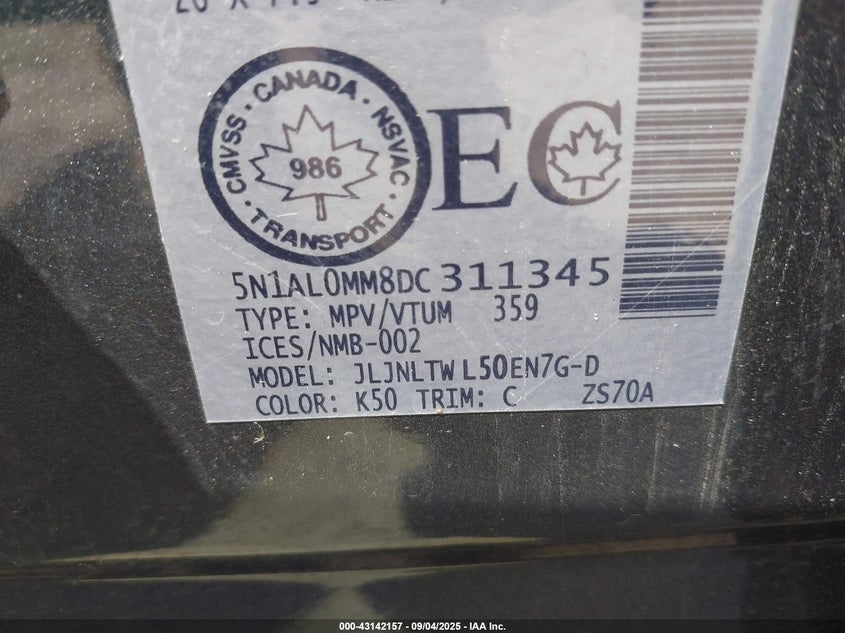 CMVSS · CANADA · NSVAC · TRANSPORT ·
986
EC
5N1AL0MM8DC311345
TYPE: MPV/VTUM 359
ICES/NMB-002
MODEL: JLJNLTW L50EN7G-D
COLOR: K50 TRIM: C ZS70A
000-43142157 - 09/04/2025 - IAA Inc.